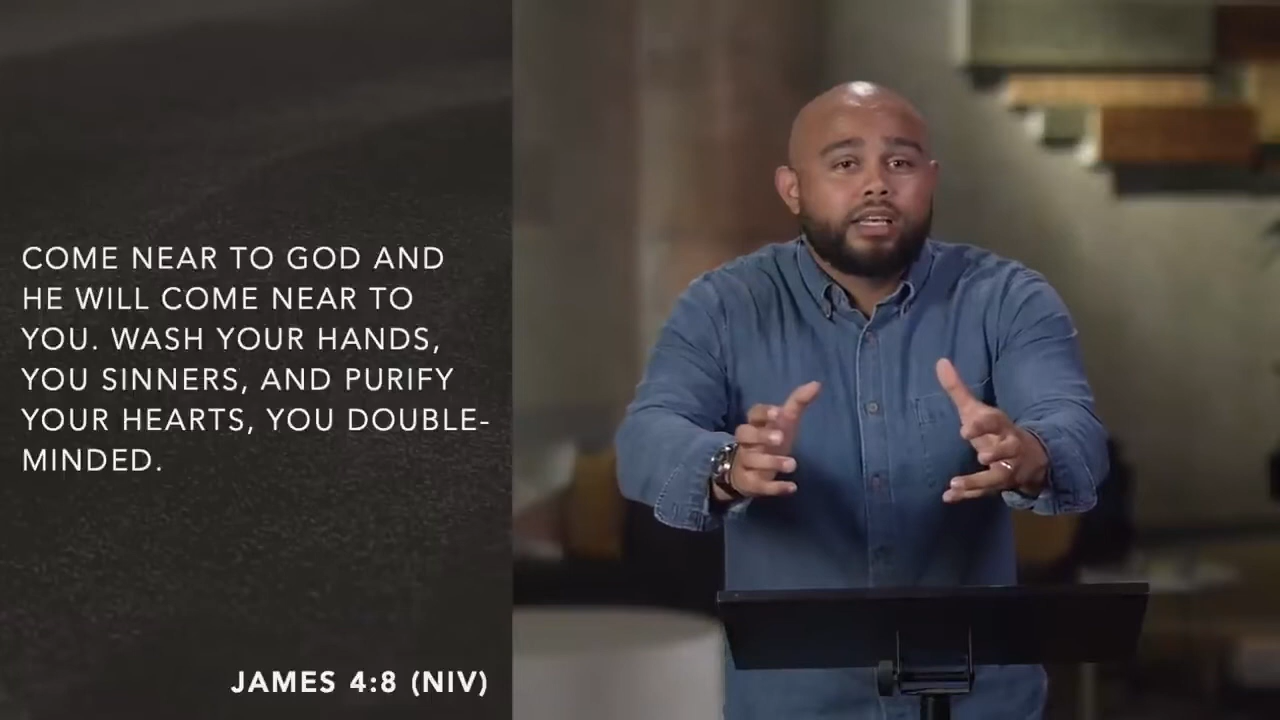 COME NEAR TO GOD AND
HE WILL COME NEAR TO
YOU. WASH YOUR HANDS,
YOU SINNERS, AND PURIFY
YOUR HEARTS, YOU DOUBLE-
MINDED.
JAMES 4:8 (NIV)